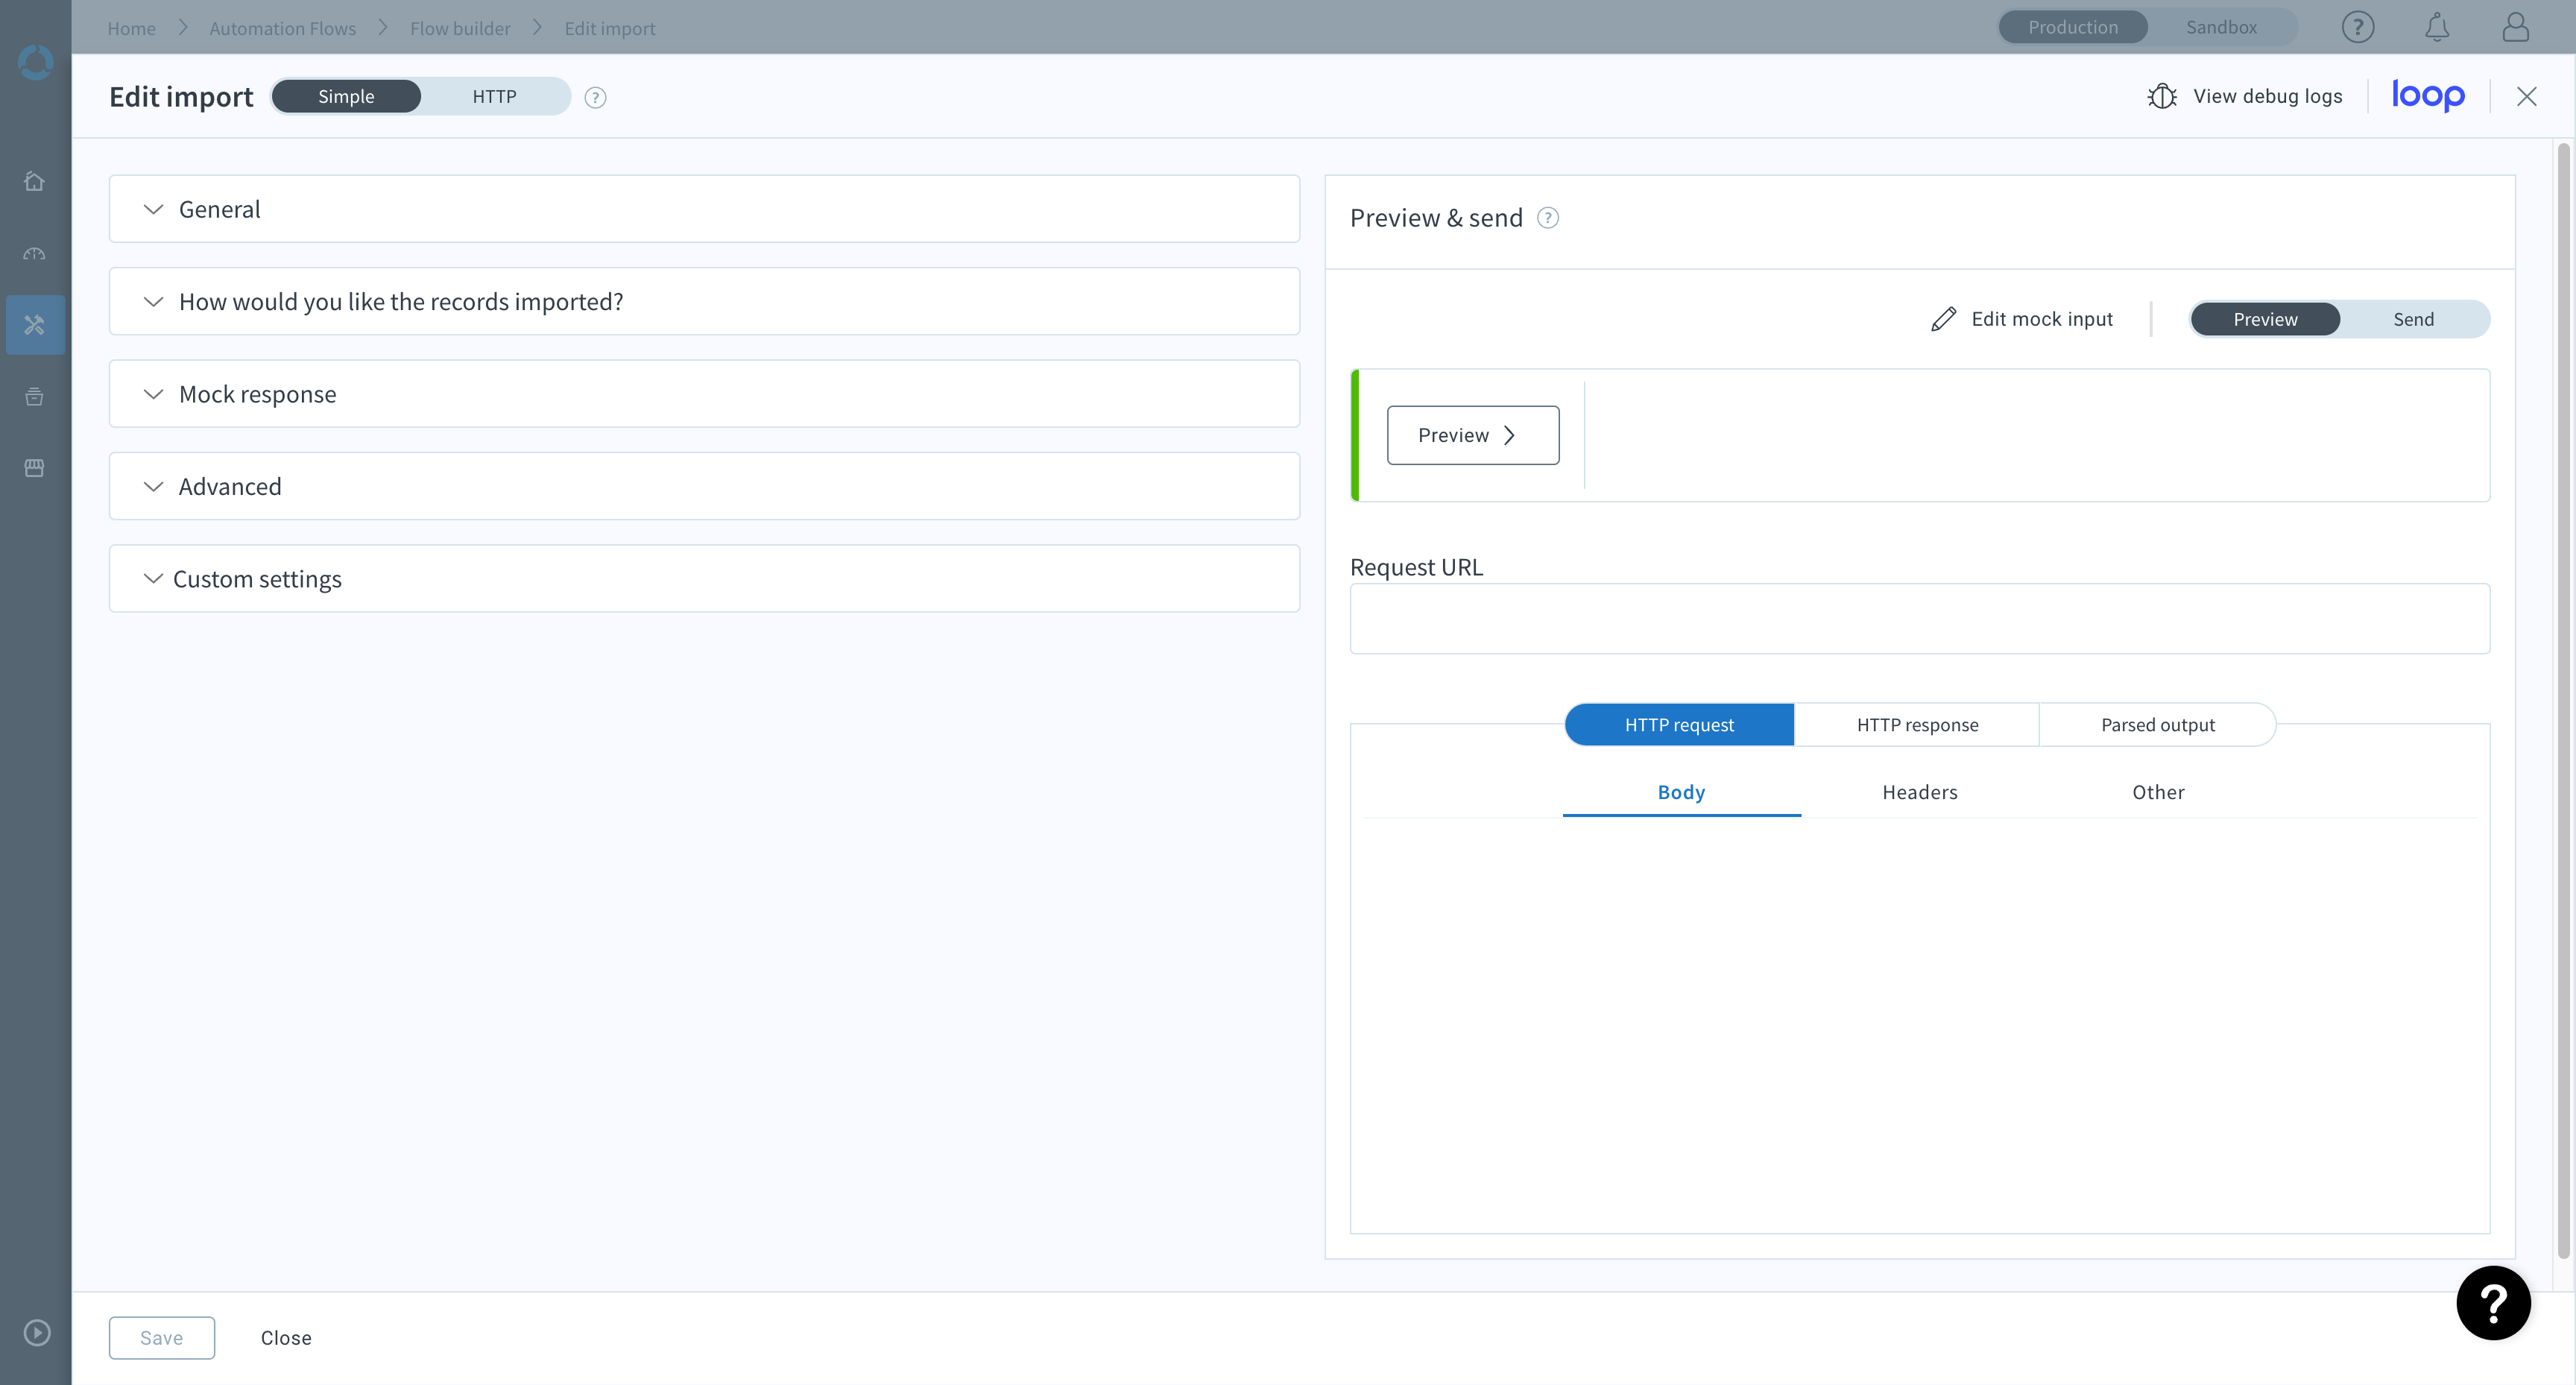 Home
Automation Flows
Flow builder
Edit import
Production
Sandbox
?
Edit import
Simple
HTTP
?
View debug logs
loop
General
How would you like the records imported?
Mock response
Advanced
Custom settings
Preview & send
?
Edit mock input
Preview
Send
Preview
Request URL
HTTP request
HTTP response
Parsed output
Body
Headers
Other
Save
Close
?